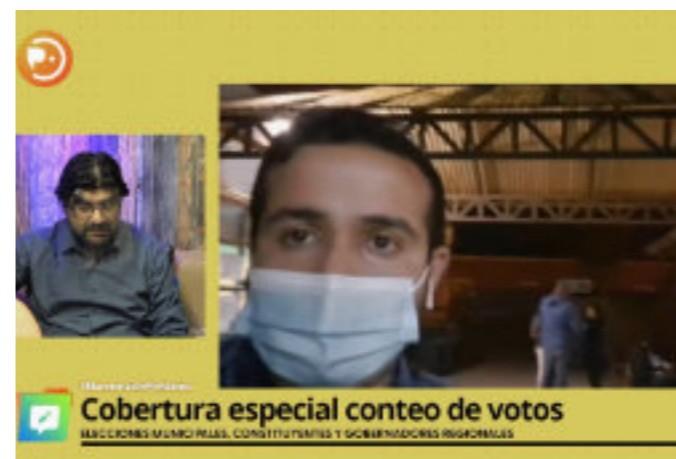 Cobertura especial conteo de votos
ELECCIONES MUNICIPALES, CONSTITUYENTES Y GOBERNADORES REGIONALES